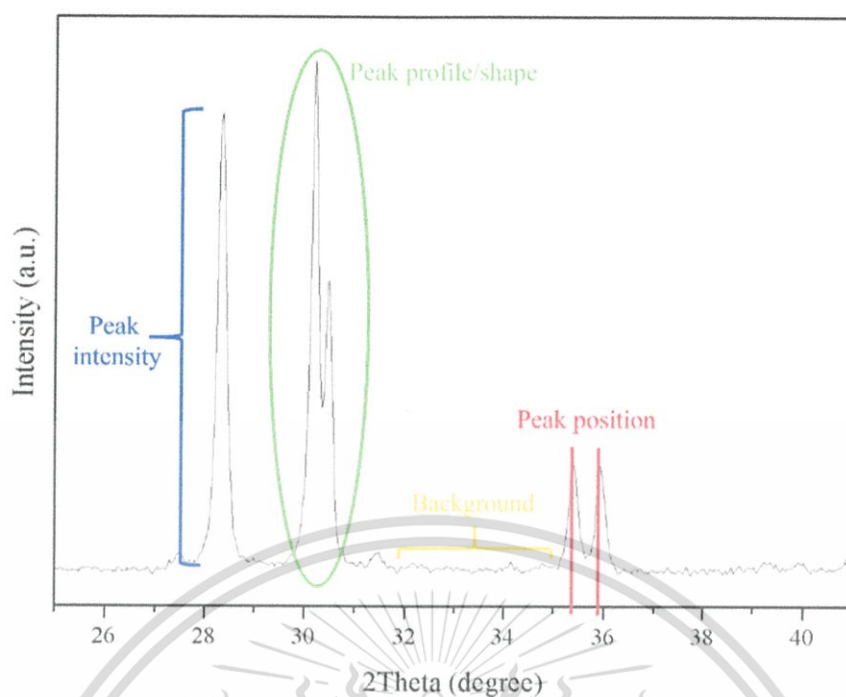 Peak profile/shape
Peak
intensity
Peak position
Background
Intensity (a.u.)
26
28
30
32
34
36
38
40
2Theta (degree)